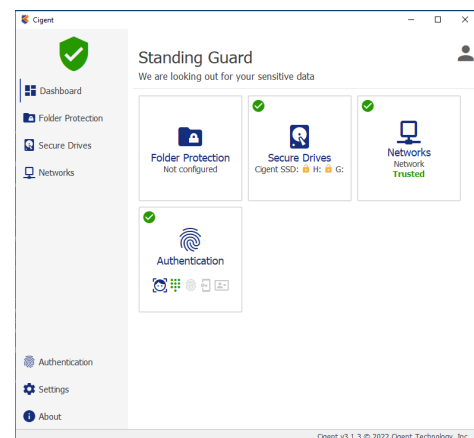 Cigent
Standing Guard
We are looking out for your sensitive data
Dashboard
Folder Protection
Secure Drives
Networks
Folder Protection
Not configured
Secure Drives
Cigent SSD: H: G:
Networks
Network
Trusted
Authentication
Authentication
Settings
About
Cigent v3.1.3 © 2022 Cigent Technology, Inc.